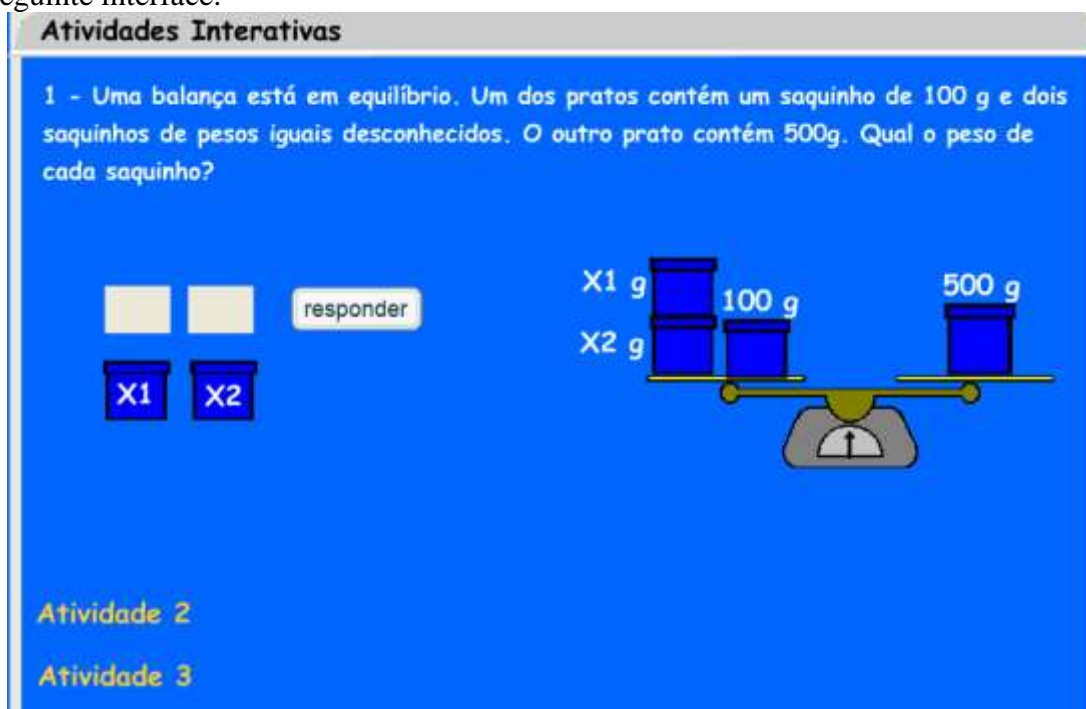 eguinte interface:
Atividades Interativas
1 - Uma balança está em equilíbrio. Um dos pratos contém um saquinho de 100 g e dois
saquinhos de pesos iguais desconhecidos. O outro prato contém 500g. Qual o peso de
cada saquinho?
responder
X1 X2
X1 g
X2 g
100 g
500 g
Atividade 2
Atividade 3